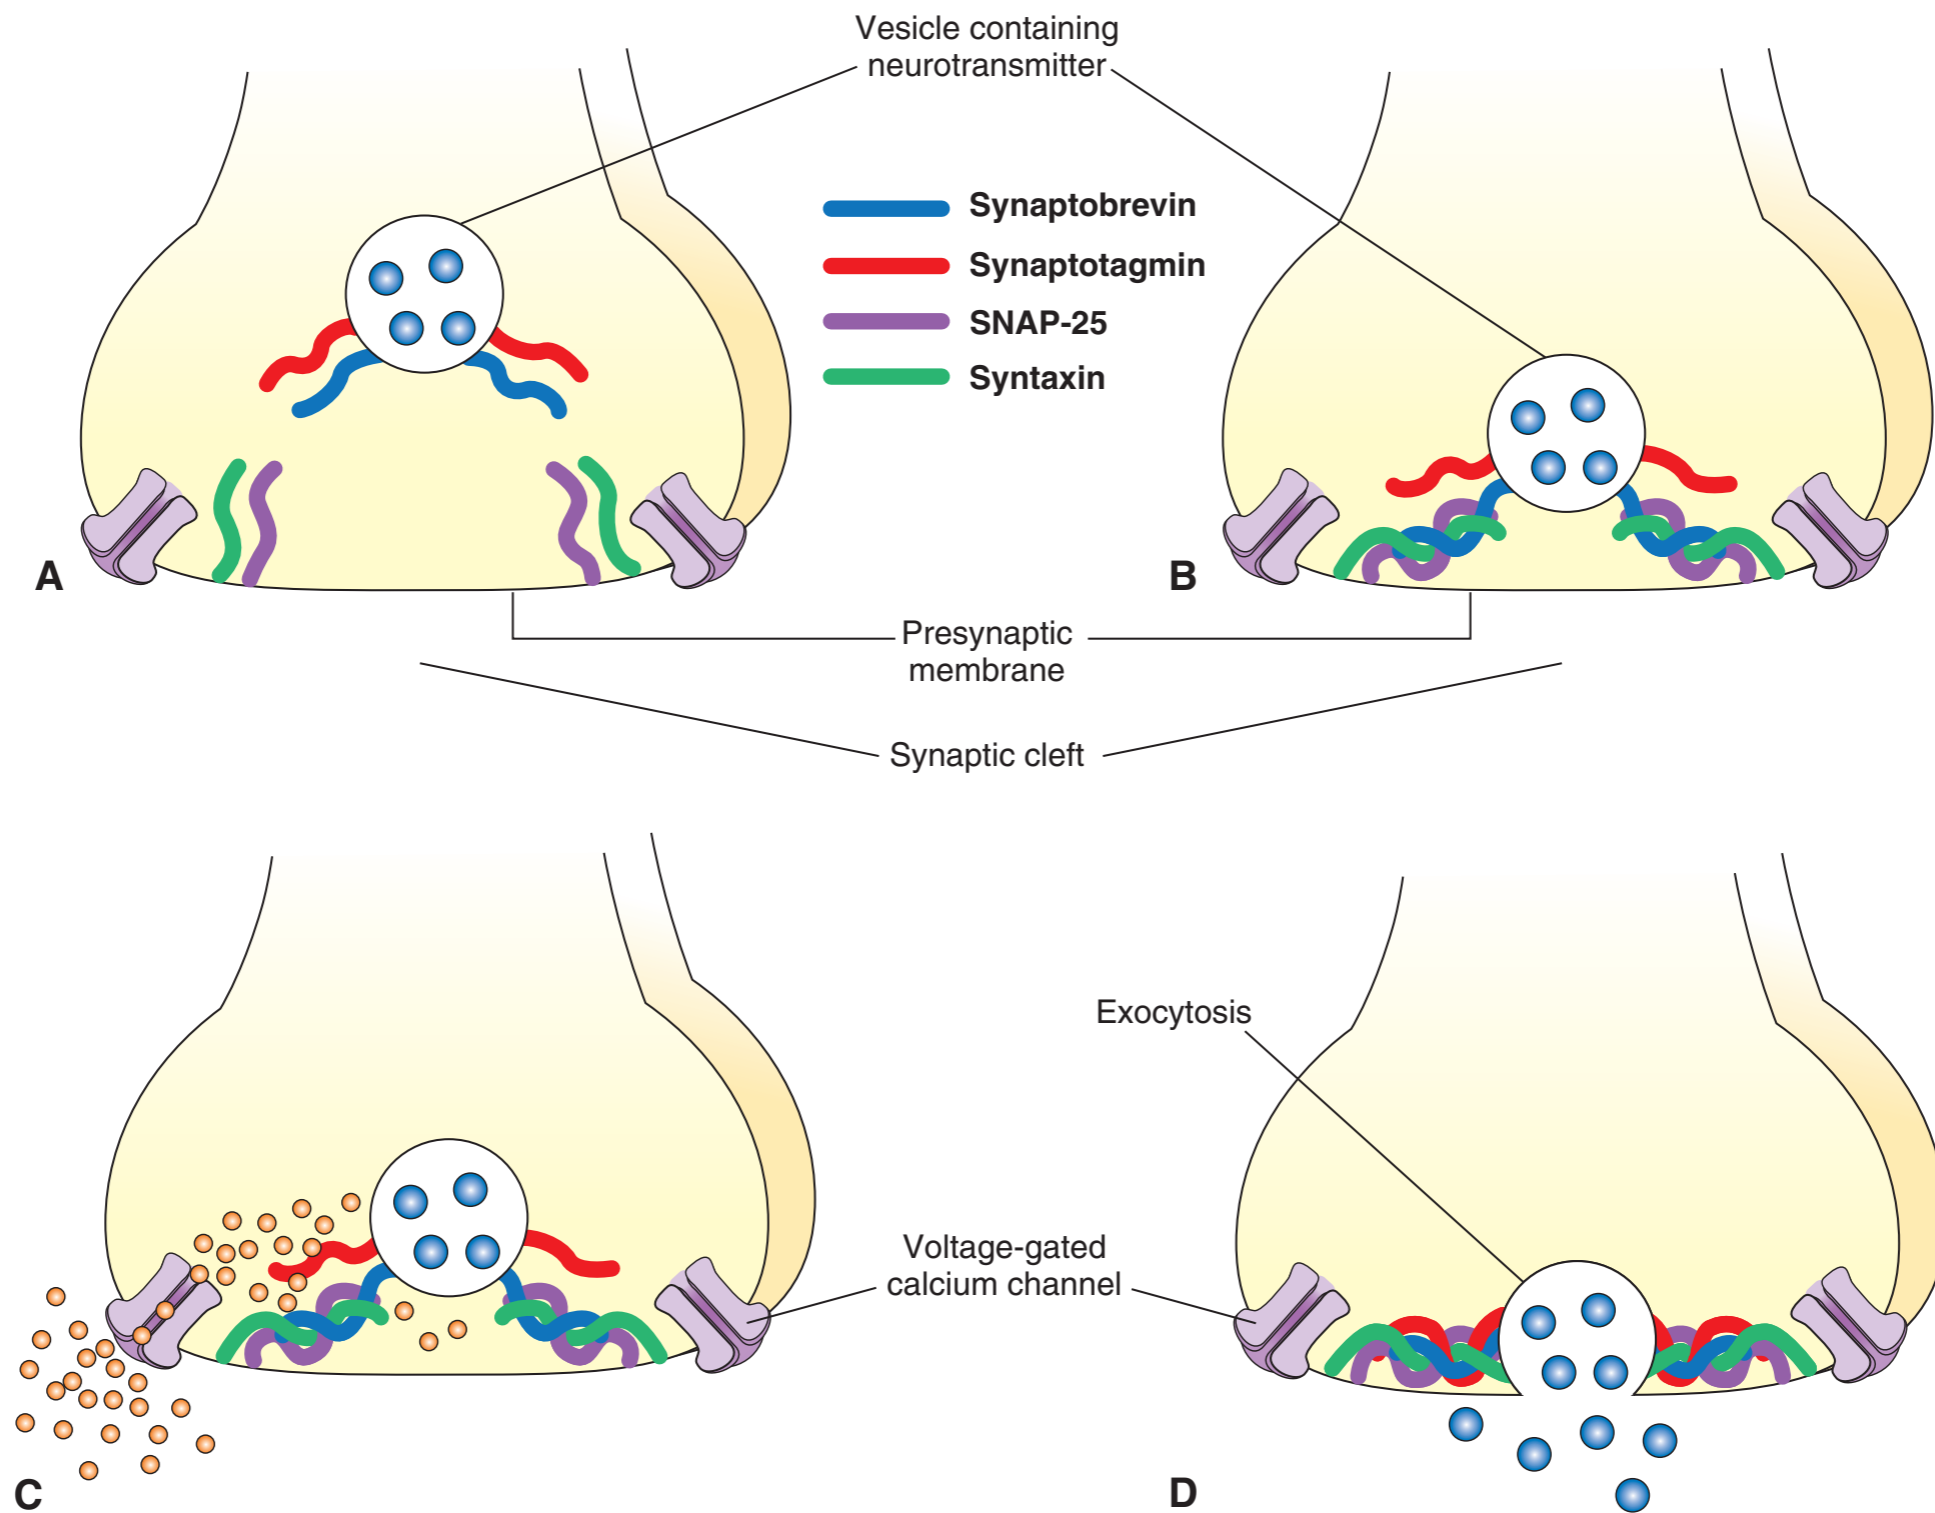 Vesicle containing
neurotransmitter
Synaptobrevin
Synaptotagmin
SNAP-25
Syntaxin
A
B
Presynaptic
membrane
Synaptic cleft
Exocytosis
Voltage-gated
calcium channel
C
D